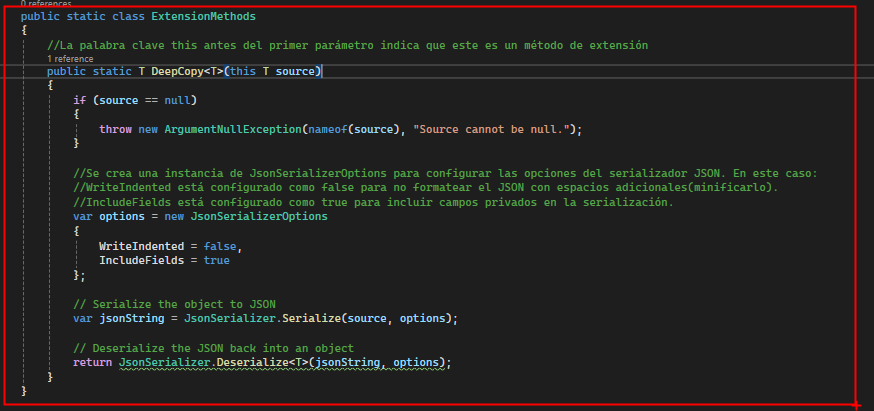 0 references
public static class ExtensionMethods
{
//La palabra clave this antes del primer parámetro indica que este es un método de extensión
1 reference
public static T DeepCopy<T>(this T source)
{
if (source == null)
{
throw new ArgumentNullException(nameof(source), "Source cannot be null.");
}
//Se crea una instancia de JsonSerializerOptions para configurar las opciones del serializador JSON. En este caso:
//WriteIndented está configurado como false para no formatear el JSON con espacios adicionales(minificarlo).
//IncludeFields está configurado como true para incluir campos privados en la serialización.
var options = new JsonSerializerOptions
{
WriteIndented = false,
IncludeFields = true
};
// Serialize the object to JSON
var jsonString = JsonSerializer.Serialize(source, options);
// Deserialize the JSON back into an object
return JsonSerializer.Deserialize<T>(jsonString, options);
}
}